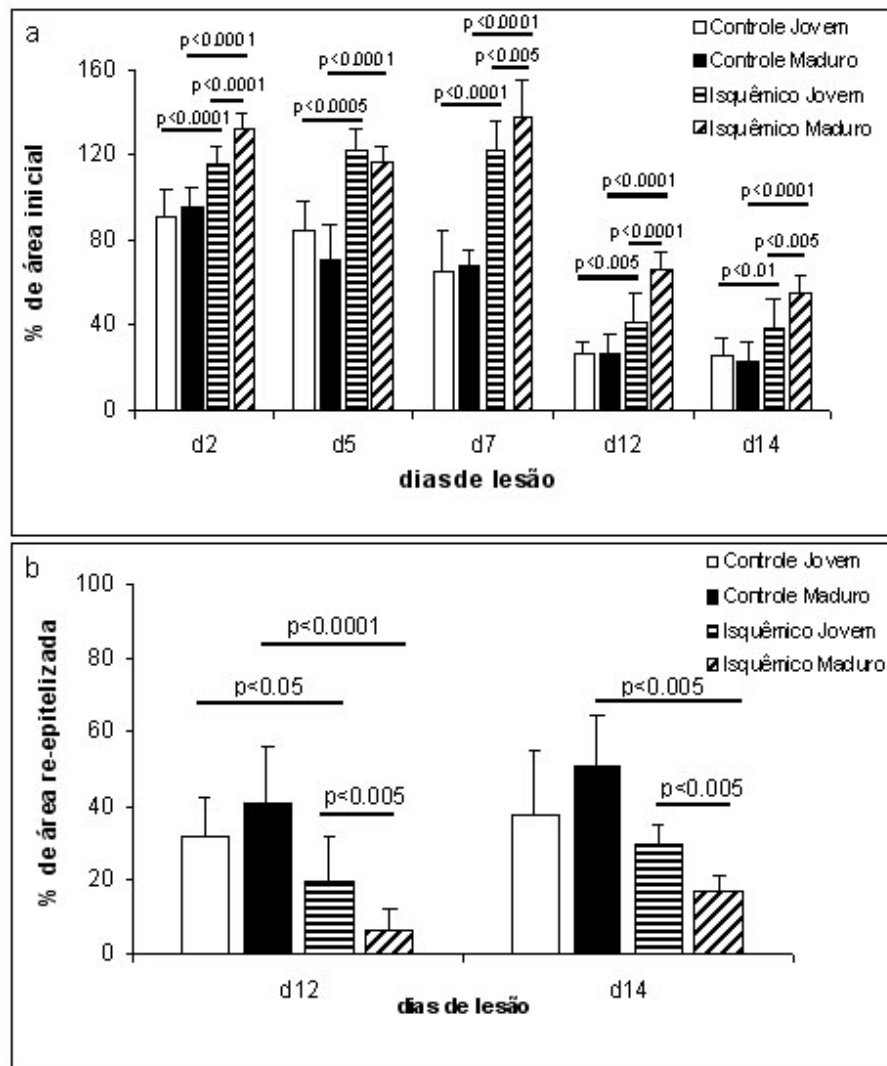 a
p<0.0001
p<0.0001
p<0.0001
p<0.0001
p<0.0005
p<0.0001
p<0.005
p<0.0001
p<0.0001
p<0.0001
p<0.005
p<0.0001
p<0.005
p<0.01
Controle Jovem
Controle Maduro
Isquêmico Jovem
Isquêmico Maduro
% de área inicial
160
120
80
40
0
d2 d5 d7 d12 d14
dias de lesão
b
Controle Jovem
Controle Maduro
Isquêmico Jovem
Isquêmico Maduro
% de área re-epitelizada
100
80
60
40
20
0
p<0.0001
p<0.05
p<0.005
p<0.005
p<0.005
d12 d14
dias de lesão